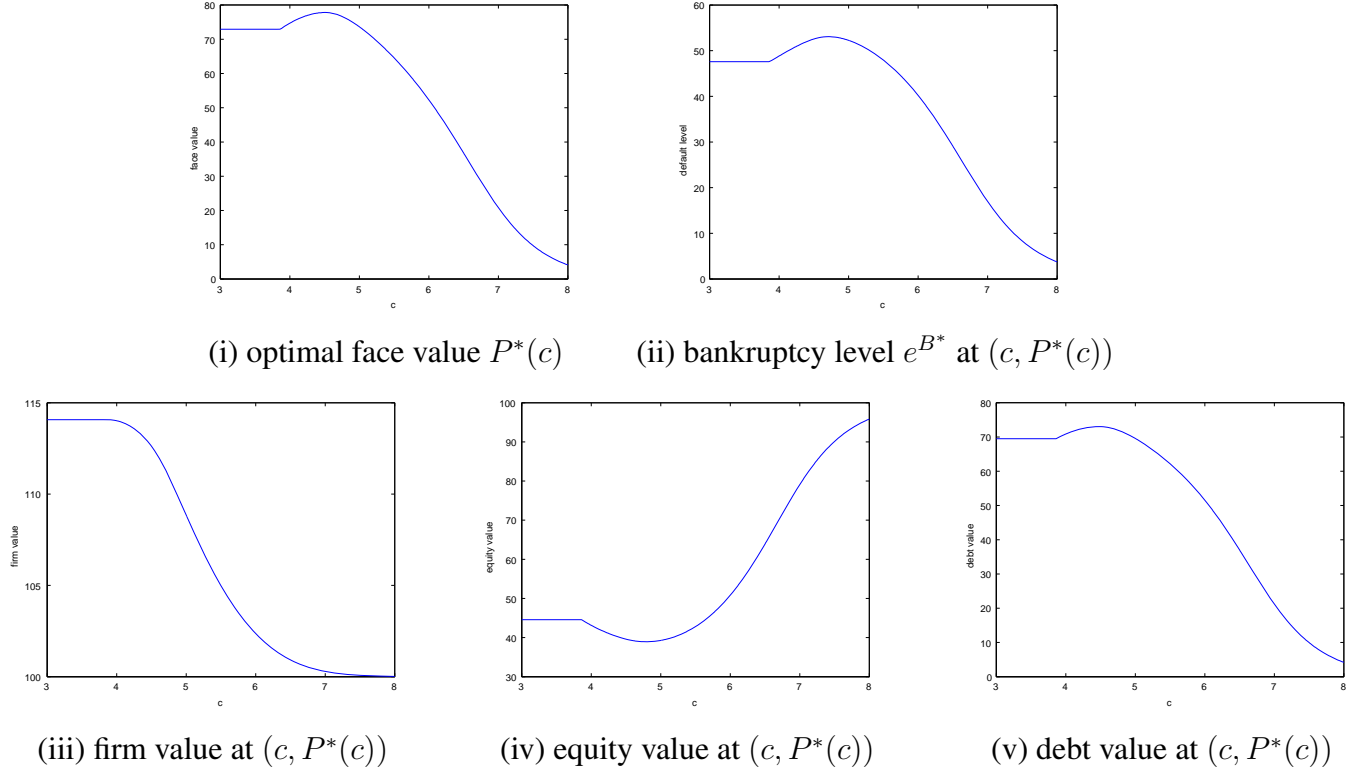 80
70
60
50
40
30
20
10
0
face value
3 4 5 6 7 8
c
(i) optimal face value P*(c)
60
50
40
30
20
10
0
default level
3 4 5 6 7 8
c
(ii) bankruptcy level e^{B*} at (c, P*(c))
115
110
105
100
firm value
3 4 5 6 7 8
c
(iii) firm value at (c, P*(c))
100
90
80
70
60
50
40
30
equity value
3 4 5 6 7 8
c
(iv) equity value at (c, P*(c))
80
70
60
50
40
30
20
10
0
debt value
3 4 5 6 7 8
c
(v) debt value at (c, P*(c))